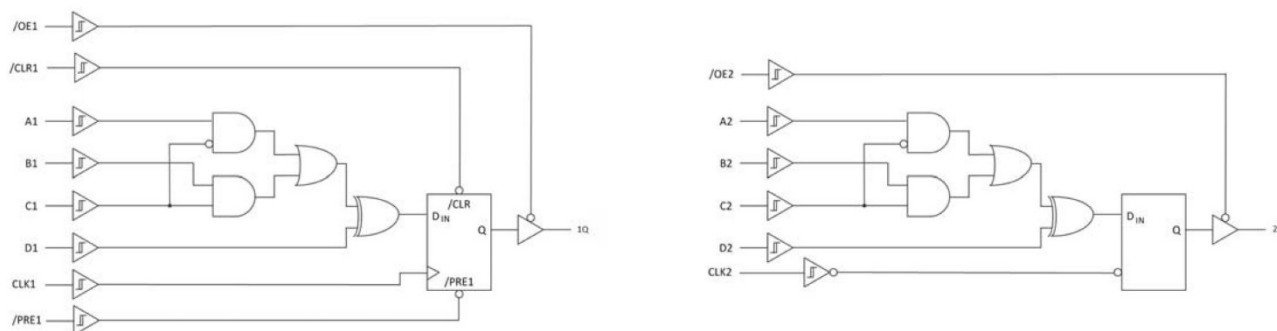 /OE1
/CLR1
A1
B1
C1
D1
CLK1
/PRE1
/CLR
D IN
Q
/PRE1
1Q
/OE2
A2
B2
C2
D2
CLK2
D IN
Q
2